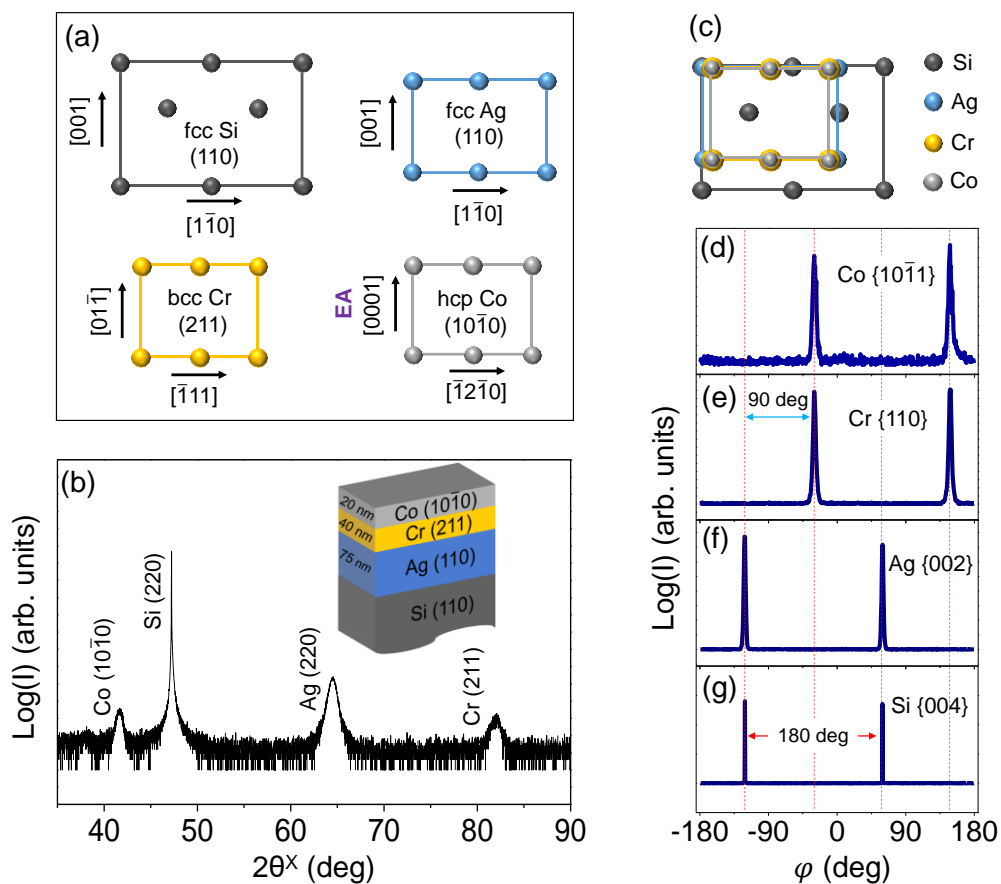 (a)
[001]
fcc Si
(110)
[11̄0]
[001]
fcc Ag
(110)
[11̄0]
[011̄]
bcc Cr
(211)
[1̄11]
EA
[0001]
hcp Co
(101̄0)
[1̄21̄0]
(b)
Log(I) (arb. units)
Co (101̄0)
Si (220)
Ag (220)
Cr (211)
20 nm
Co (101̄0)
40 nm
Cr (211)
75 nm
Ag (110)
Si (110)
40 50 60 70 80 90
2θˣ (deg)
(c)
Si
Ag
Cr
Co
Log(I) (arb. units)
(d)
Co {101̄1}
(e)
90 deg
Cr {110}
(f)
Ag {002}
(g)
Si {004}
180 deg
-180 -90 0 90 180
φ (deg)